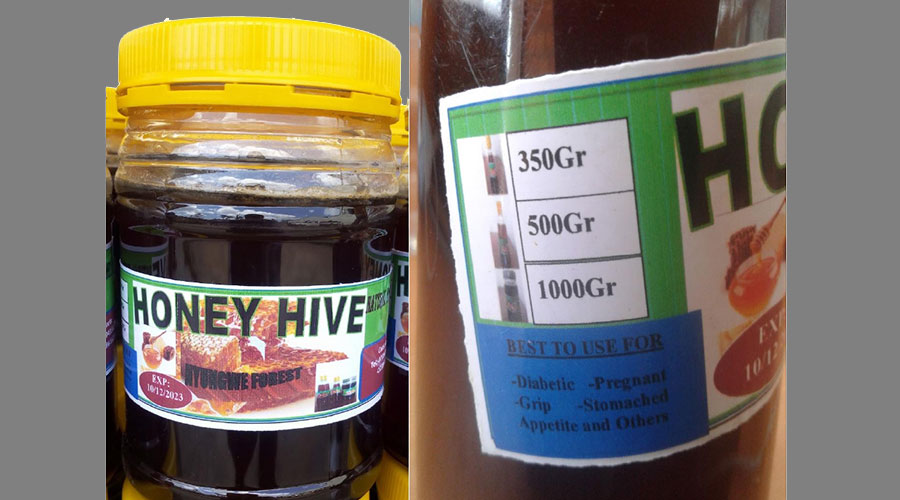 HONEY HIVE
NYUNGWE FOREST
EXP:
10/12/2023
350Gr
500Gr
1000Gr
HO
BEST TO USE FOR
-Diabetic -Pregnant
-Grip -Stomached
Appetite and Others
EXP
10/12